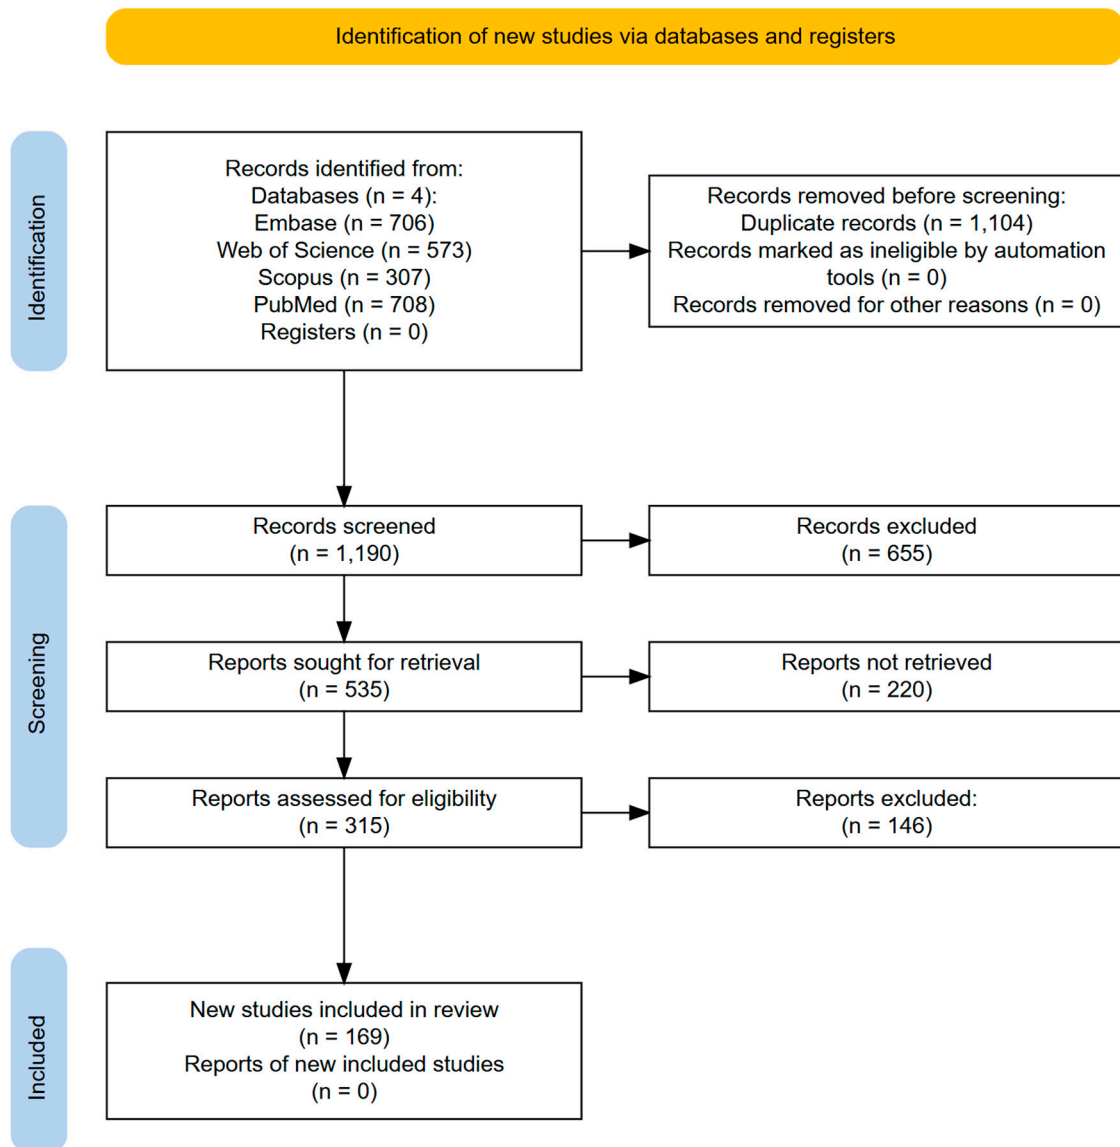 Identification of new studies via databases and registers
Identification
Records identified from:
Databases (n = 4):
Embase (n = 706)
Web of Science (n = 573)
Scopus (n = 307)
PubMed (n = 708)
Registers (n = 0)
Records removed before screening:
Duplicate records (n = 1,104)
Records marked as ineligible by automation
tools (n = 0)
Records removed for other reasons (n = 0)
Screening
Records screened
(n = 1,190)
Records excluded
(n = 655)
Reports sought for retrieval
(n = 535)
Reports not retrieved
(n = 220)
Reports assessed for eligibility
(n = 315)
Reports excluded:
(n = 146)
Included
New studies included in review
(n = 169)
Reports of new included studies
(n = 0)